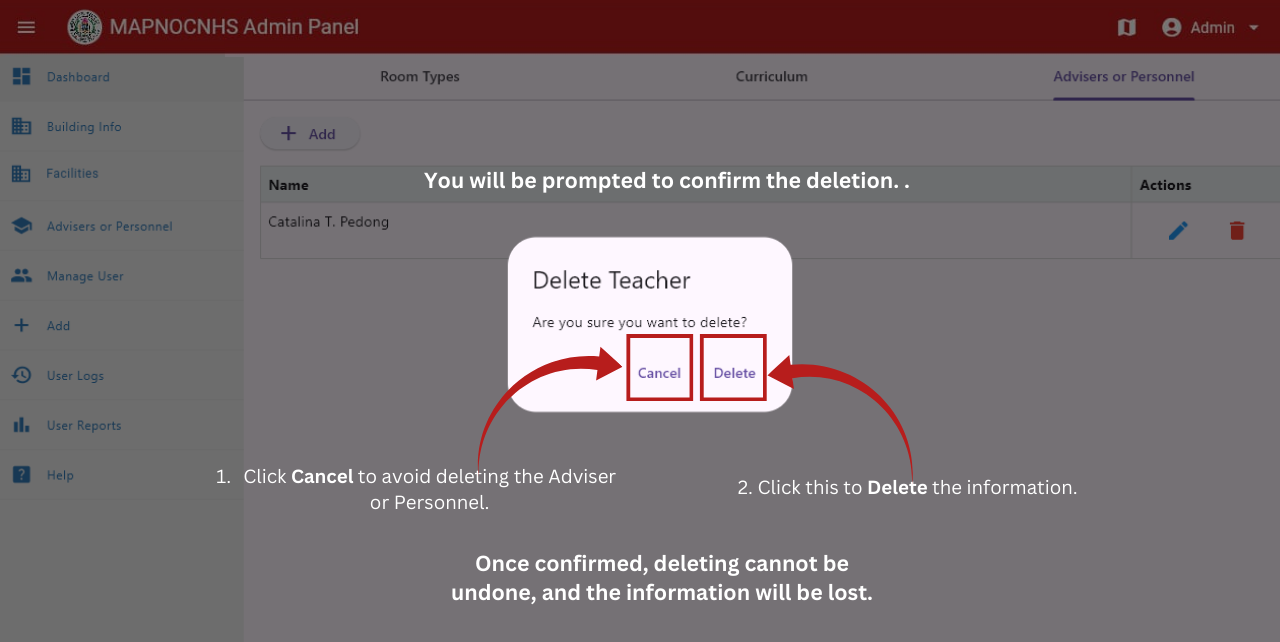 MAPNOCNHS Admin Panel
Admin
Dashboard
Building Info
Facilities
Advisers or Personnel
Manage User
Add
User Logs
User Reports
Help
Room Types
Curriculum
Advisers or Personnel
Add
You will be prompted to confirm the deletion. .
Name
Actions
Catalina T. Pedong
Delete Teacher
Are you sure you want to delete?
Cancel
Delete
1. Click Cancel to avoid deleting the Adviser
or Personnel.
2. Click this to Delete the information.
Once confirmed, deleting cannot be
undone, and the information will be lost.